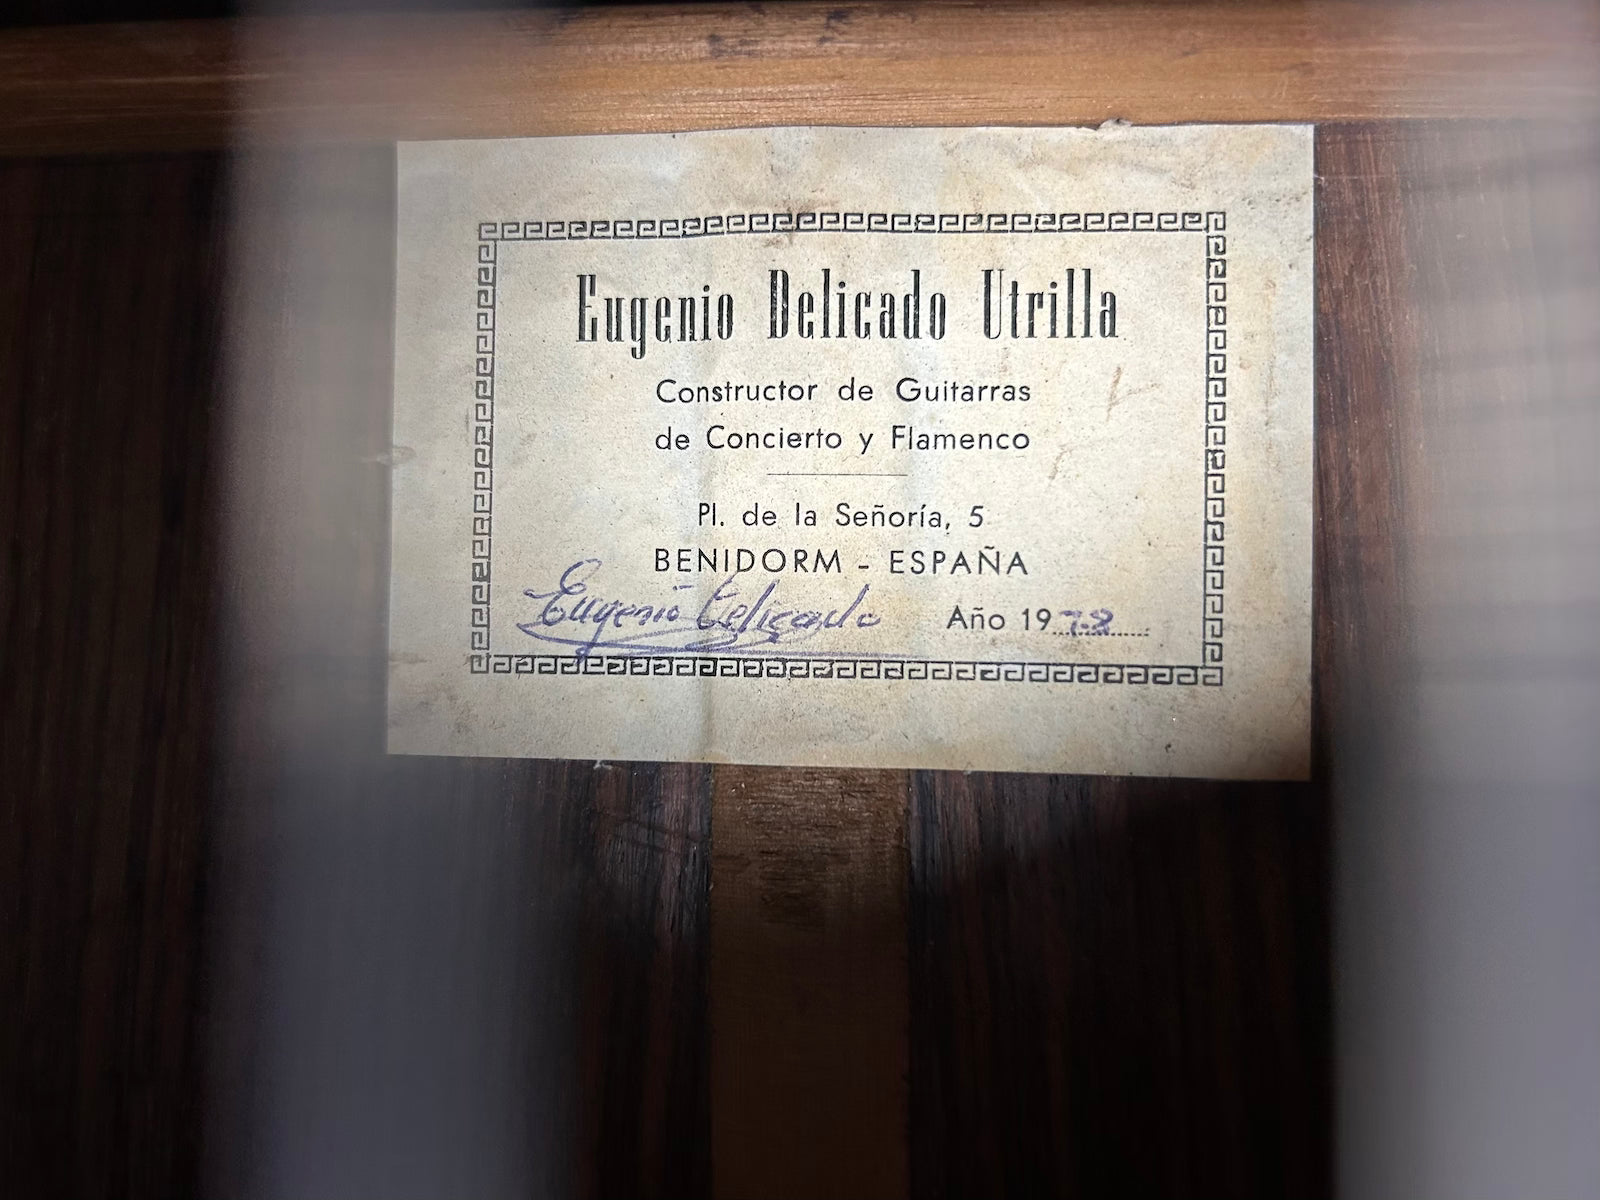 Eugenio Delicado Utrilla
Constructor de Guitarras
de Concierto y Flamenco
Pl. de la Señoría, 5
BENIDORM - ESPAÑA
Eugenio Delicado Año 1978